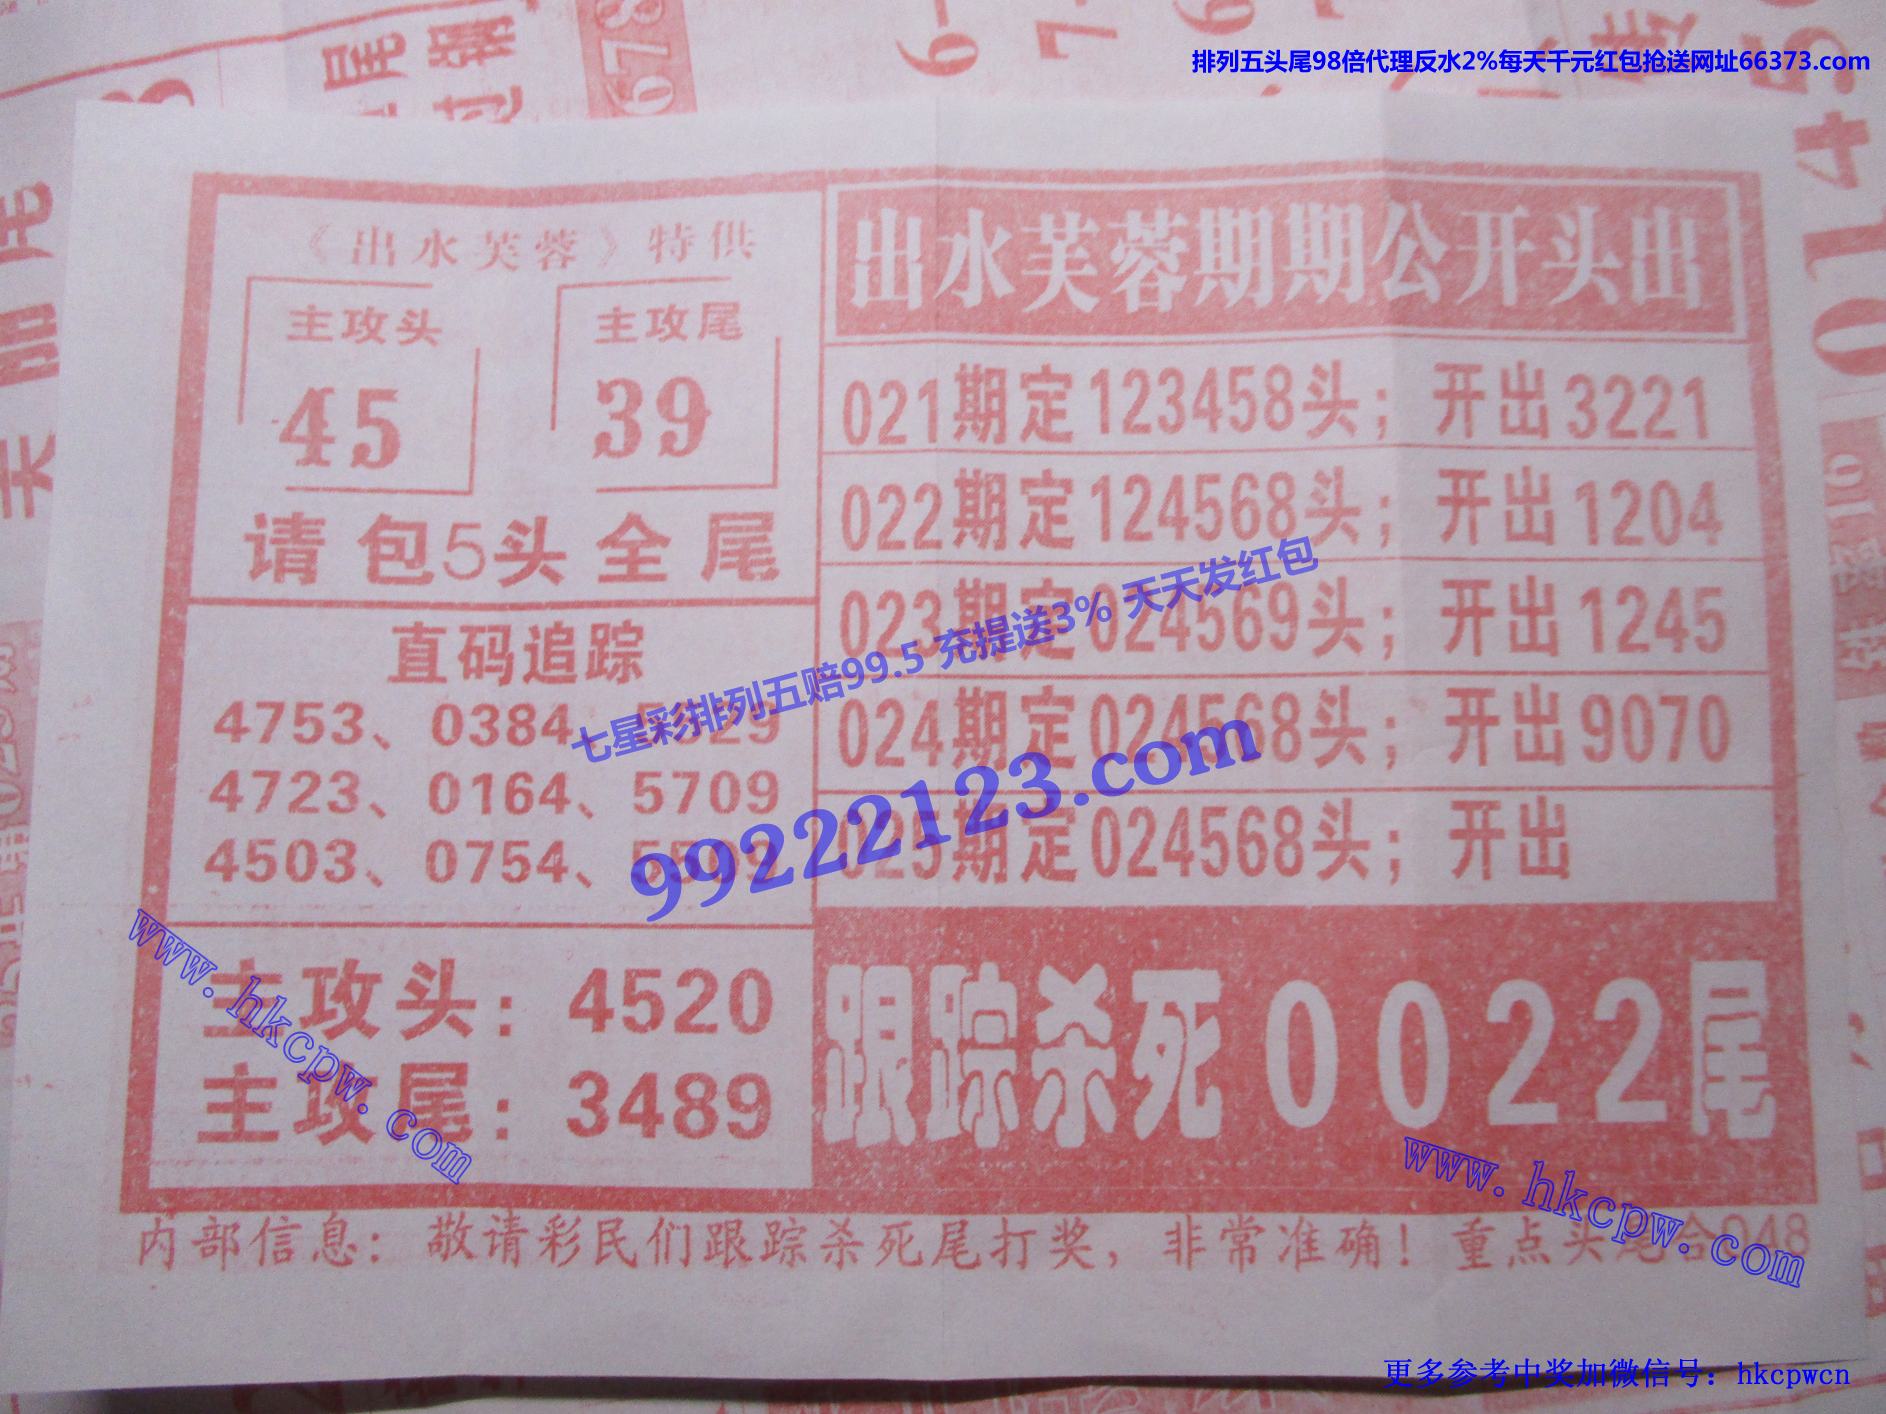 排列五头尾98倍代理反水2%每天千元红包抢送网址66373.com
《出水芙蓉》特供
主攻头
主攻尾
45
39
请包5头全尾
直码追踪
4753、0384、
4723、0164、5709
4503、0754、5509
主攻头：4520
主攻尾：3489
出水芙蓉期期公开头出
021期定123458头；开出3221
022期定124568头；开出1204
023期定024569头；开出1245
024期定024568头；开出9070
025期定024568头；开出
跟踪杀死0022尾
内部信息：敬请彩民们跟踪杀死尾打奖，非常准确！重点头尾合048
七星彩排列五赔99.5 充提送3% 天天发红包
99222123.com
www.hkcpw.com
www.hkcpw.com
更多参考中奖加微信号：hkcpwcn
678